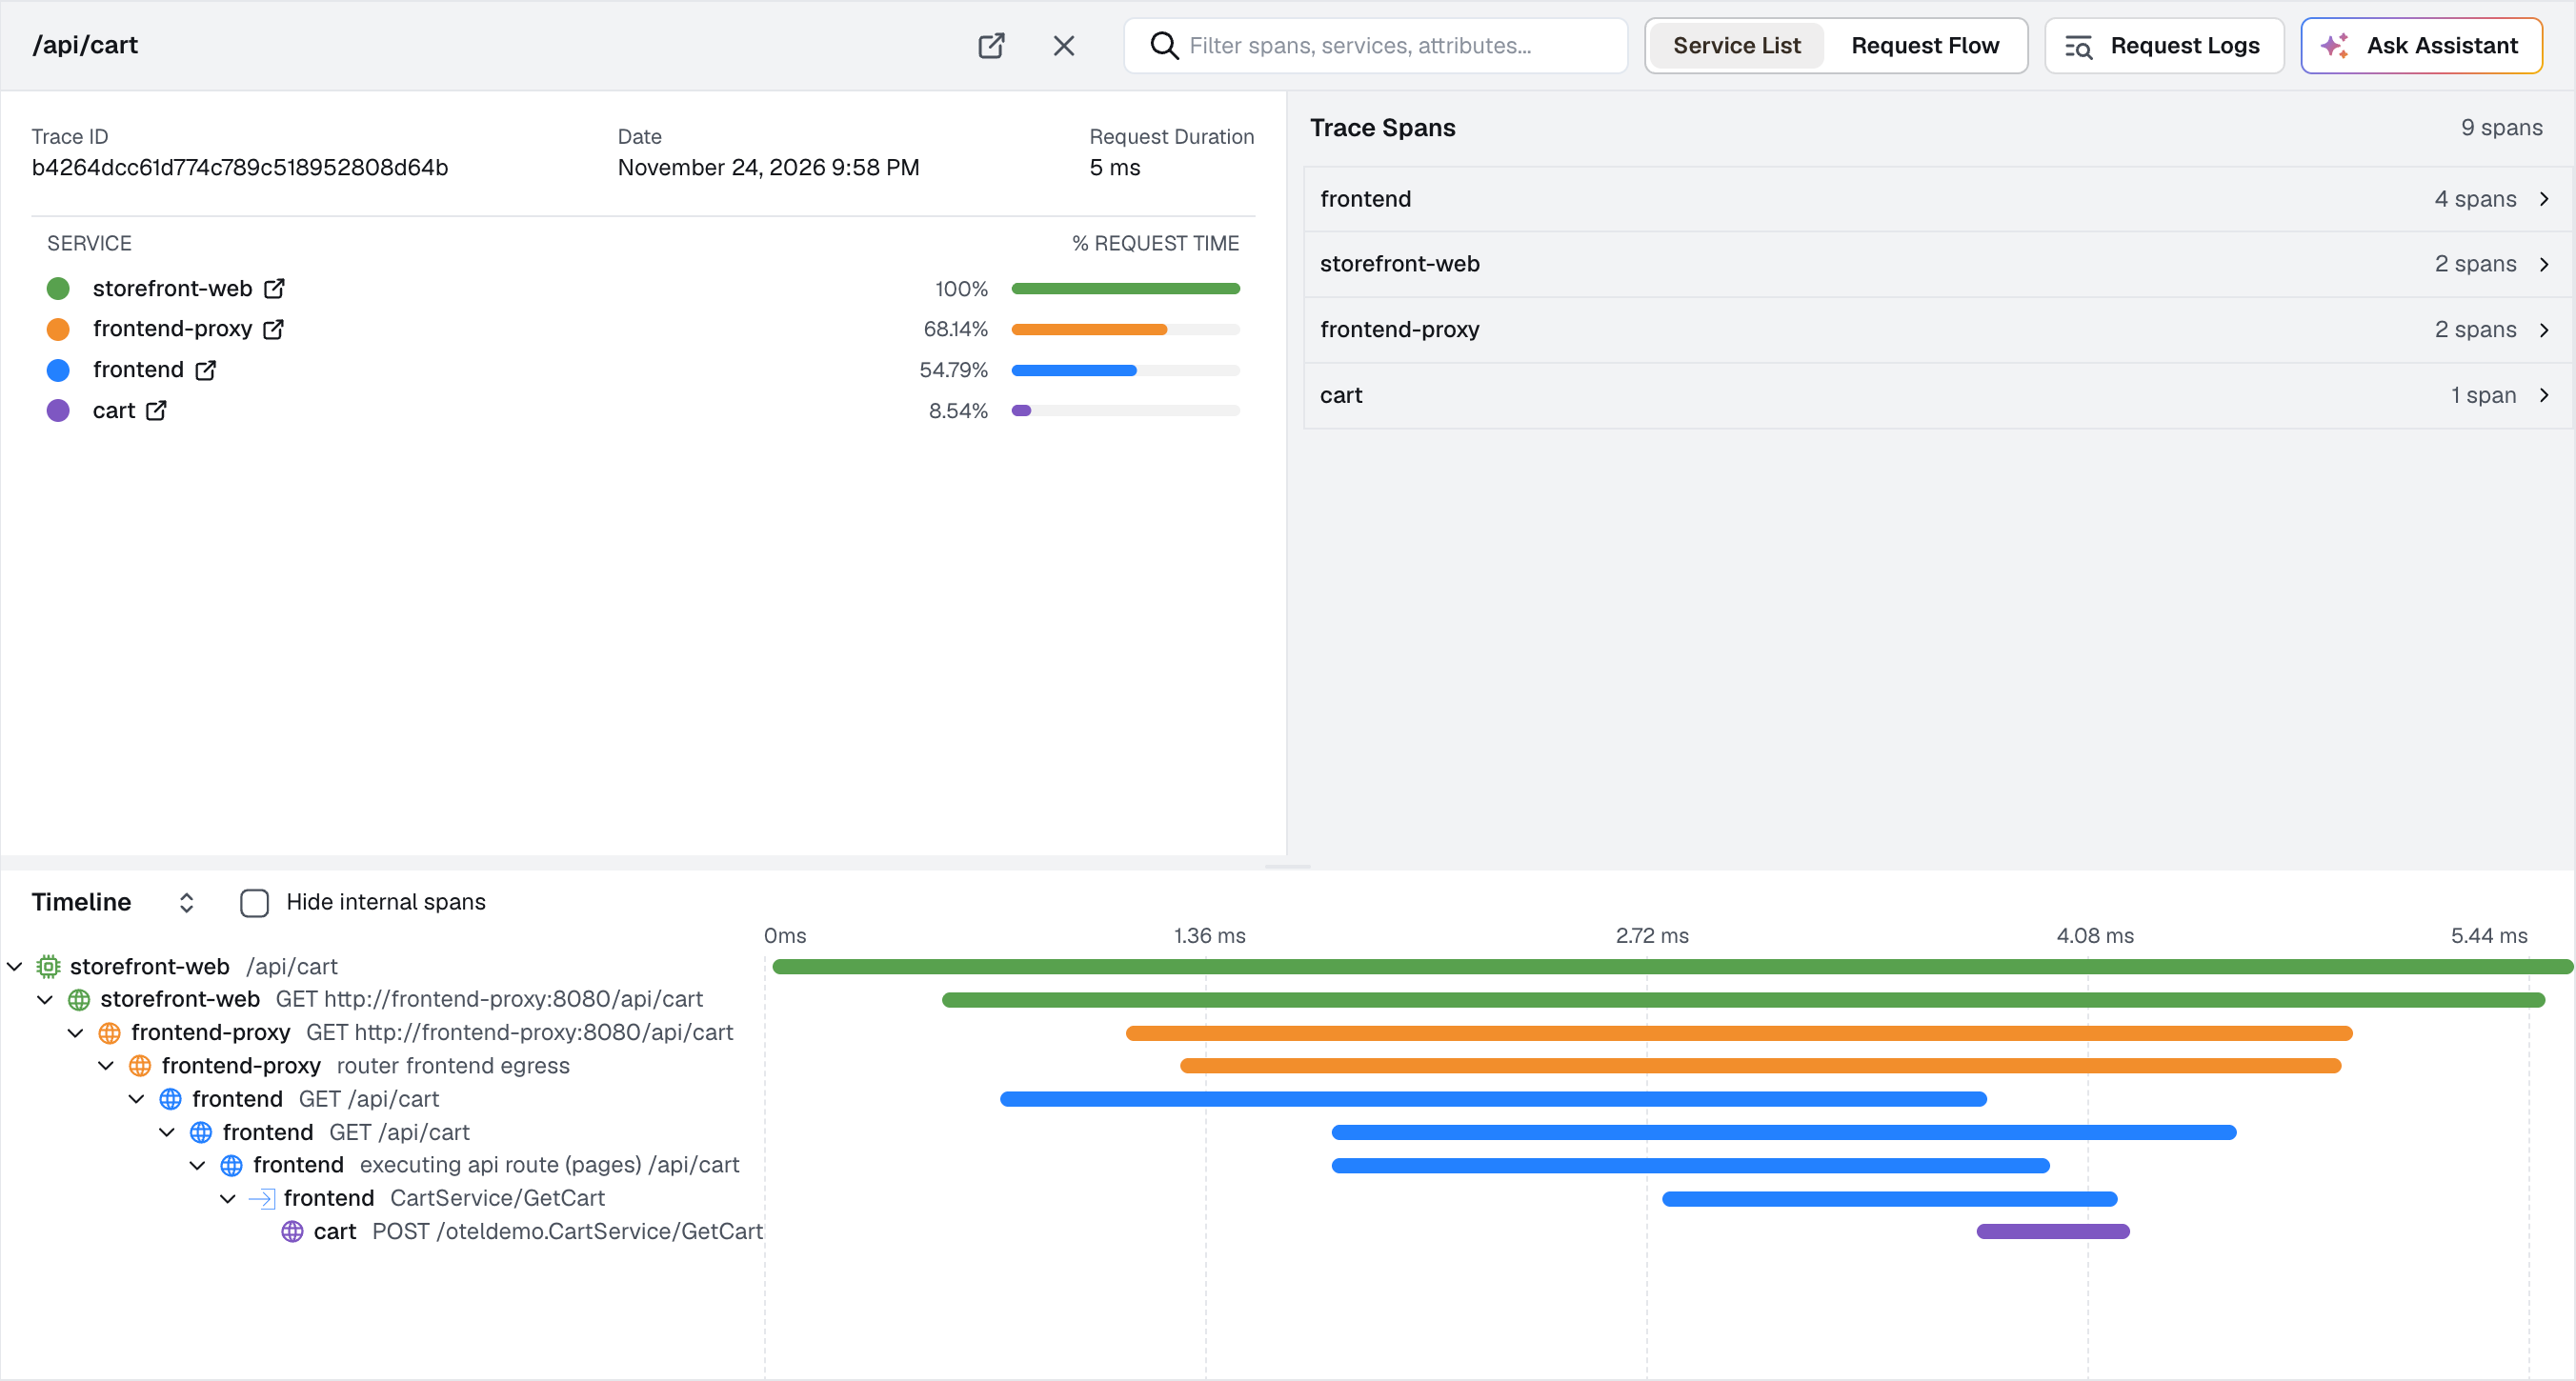 /api/cart
Filter spans, services, attributes...
Service List
Request Flow
Request Logs
Ask Assistant
Trace ID
b4264dcc61d774c789c518952808d64b
Date
November 24, 2026 9:58 PM
Request Duration
5 ms
SERVICE
% REQUEST TIME
storefront-web
100%
frontend-proxy
68.14%
frontend
54.79%
cart
8.54%
Trace Spans
9 spans
frontend
4 spans
storefront-web
2 spans
frontend-proxy
2 spans
cart
1 span
Timeline
Hide internal spans
0ms
1.36 ms
2.72 ms
4.08 ms
5.44 ms
storefront-web /api/cart
storefront-web GET http://frontend-proxy:8080/api/cart
frontend-proxy GET http://frontend-proxy:8080/api/cart
frontend-proxy router frontend egress
frontend GET /api/cart
frontend GET /api/cart
frontend executing api route (pages) /api/cart
frontend CartService/GetCart
cart POST /oteldemo.CartService/GetCart